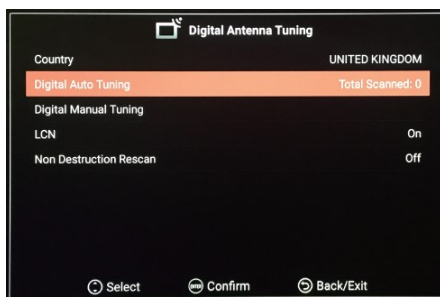 Digital Antenna Tuning
Country UNITED KINGDOM
Digital Auto Tuning Total Scanned: 0
Digital Manual Tuning
LCN On
Non Destruction Rescan Off
Select ENTER Confirm Back/Exit